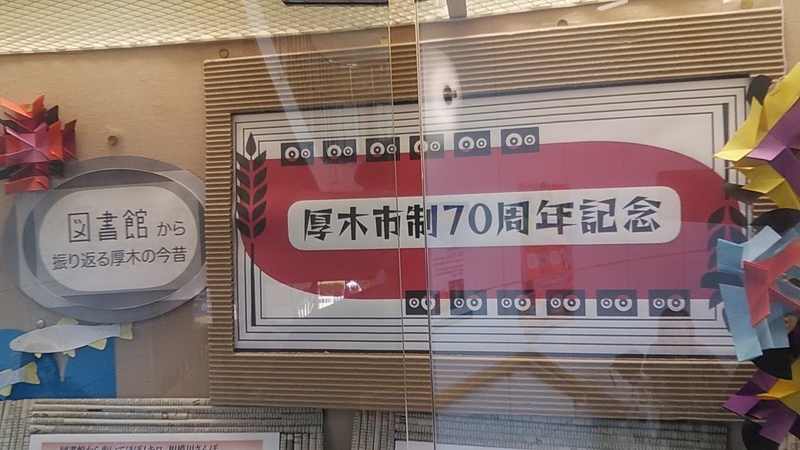 図書館 から
振り返る厚木の今昔
厚木市制70周年記念